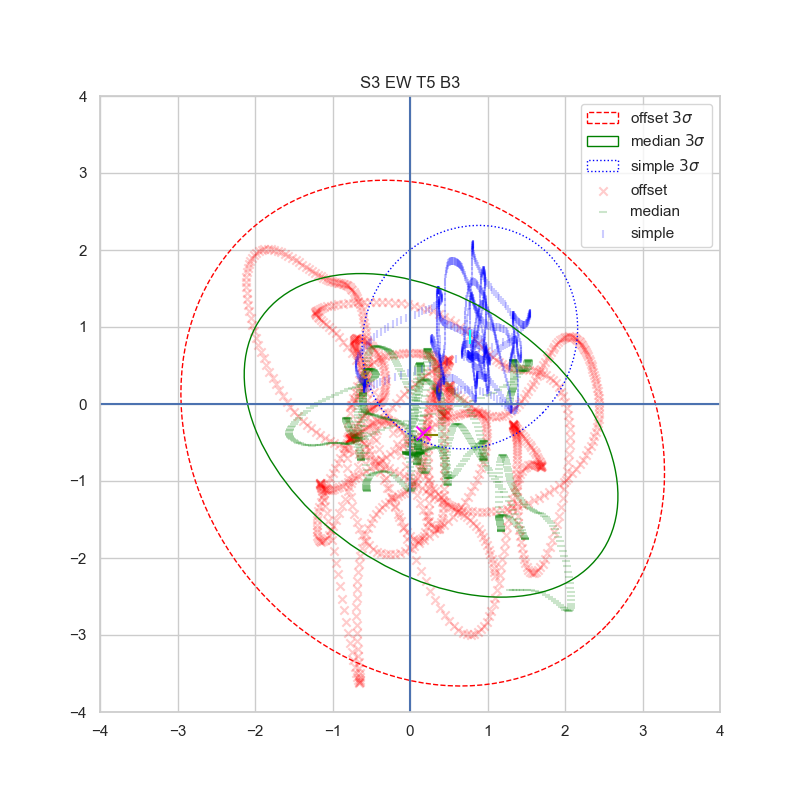 S3 EW T5 B3
offset 3σ
median 3σ
simple 3σ
offset
median
simple
4
3
2
1
0
−1
−2
−3
−4
−4 −3 −2 −1 0 1 2 3 4